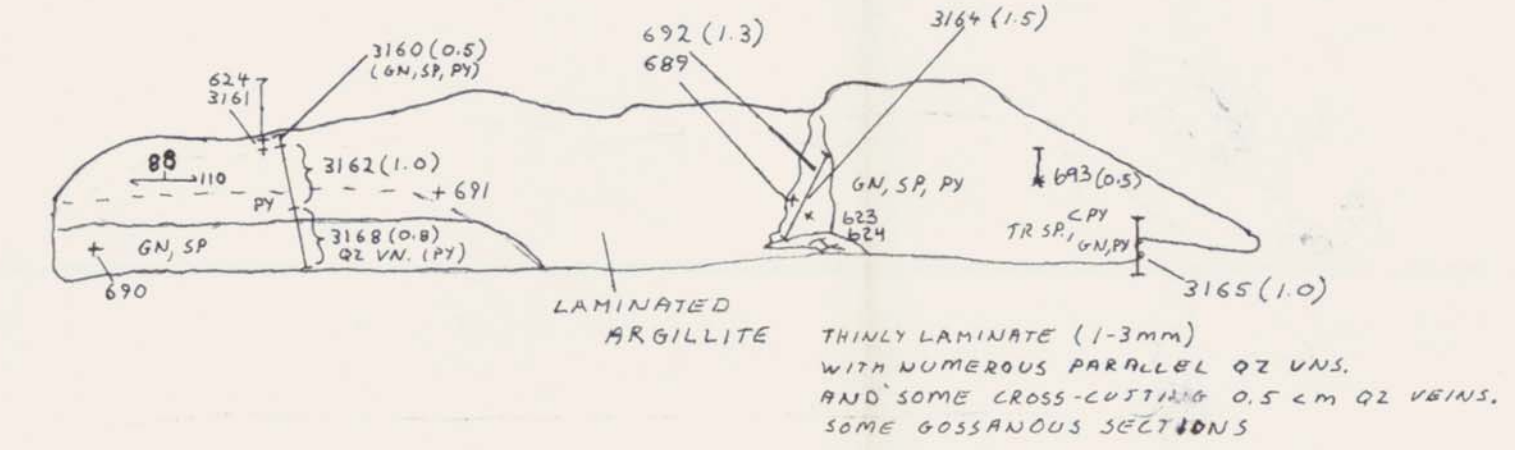 3164 (1.5)
692 (1.3)
689
3160 (0.5)
(GN, SP, PY)
624
3161
88
110
3162 (1.0)
+ 691
PY
GN, SP
3168 (0.8)
QZ VN. (PY)
690
GN, SP, PY
623
624
693 (0.5)
CPY
TR SP.,
GN, PY
3165 (1.0)
LAMINATED
ARGILLITE
THINLY LAMINATE (1-3mm)
WITH NUMEROUS PARALLEL QZ VNS.
AND SOME CROSS-CUTTING 0.5 cm QZ VEINS.
SOME GOSSANOUS SECTIONS